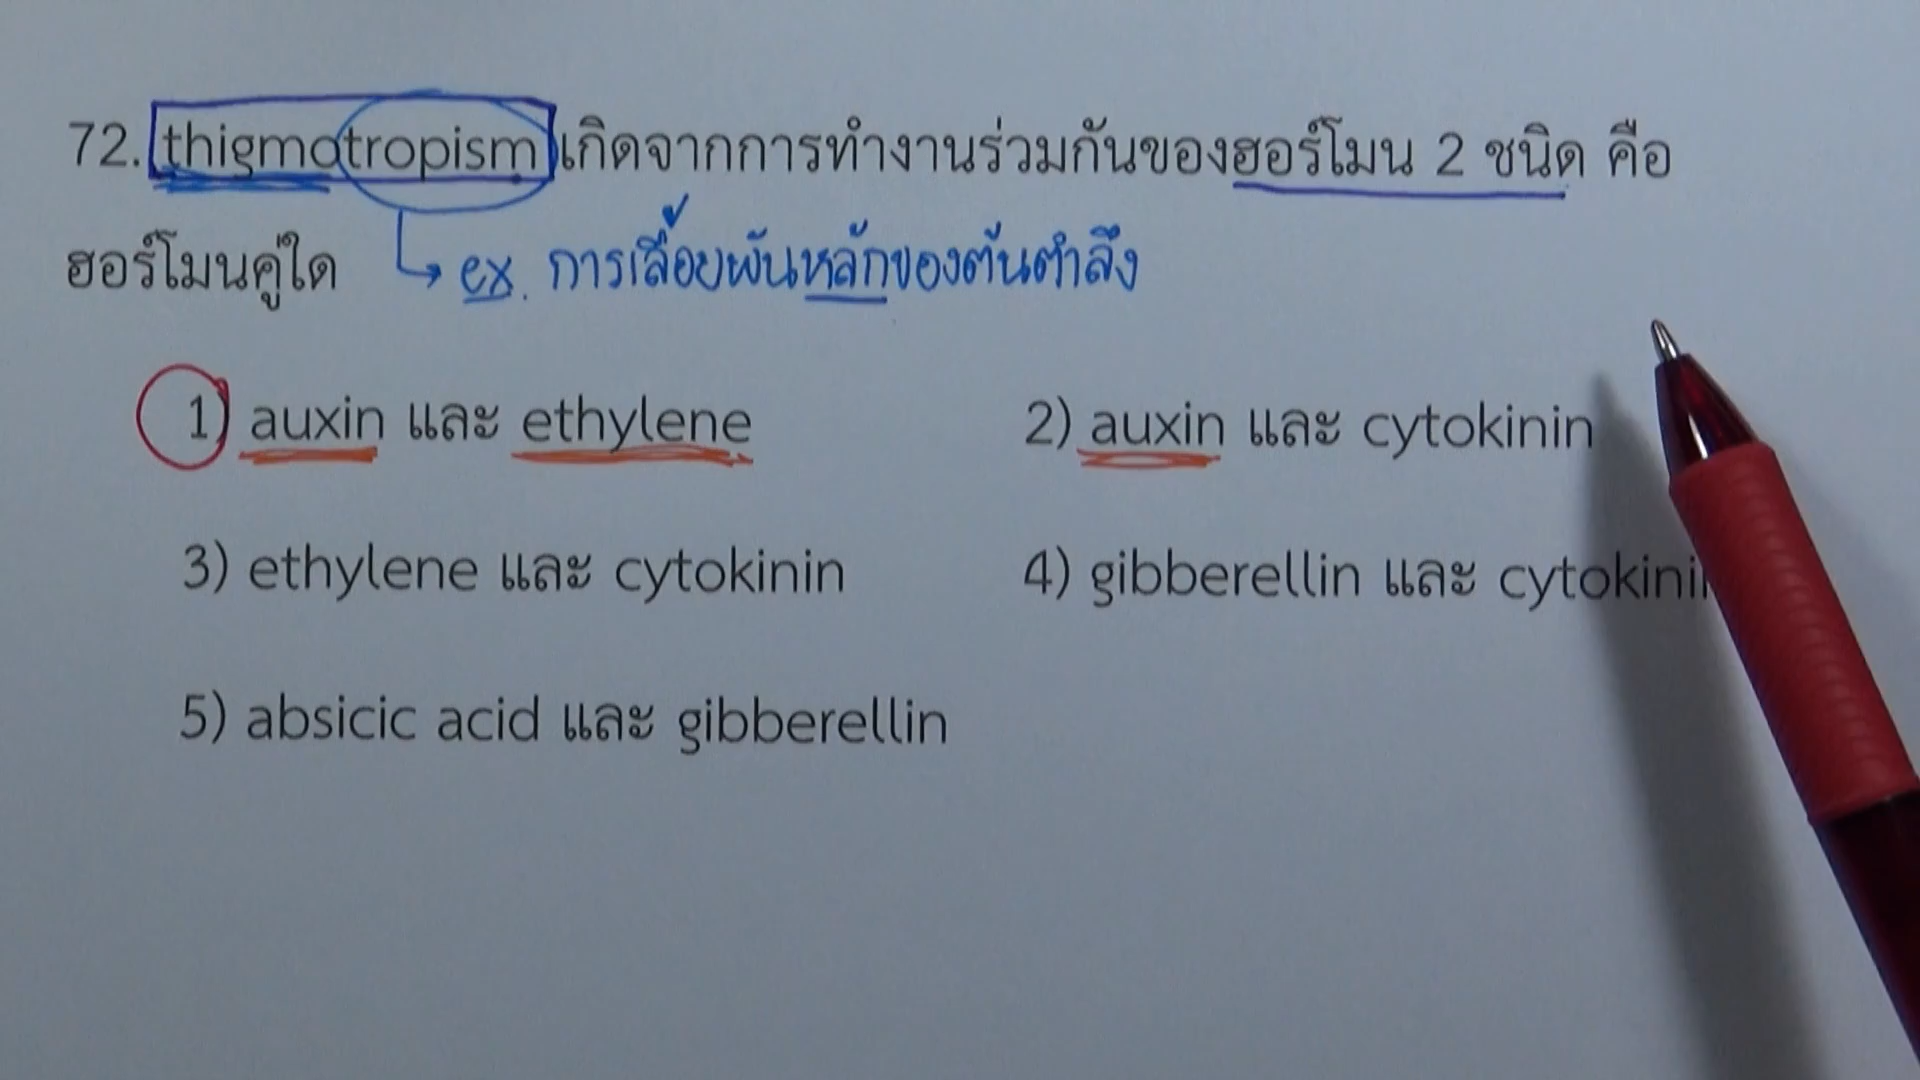 72. thigmotropism เกิดจากการทำงานร่วมกันของฮอร์โมน 2 ชนิด คือ
ฮอร์โมนคู่ใด
ex. การเลื้อยพันหลักของต้นตำลึง
1) auxin และ ethylene
2) auxin และ cytokinin
3) ethylene และ cytokinin
4) gibberellin และ cytokinin
5) absicic acid และ gibberellin